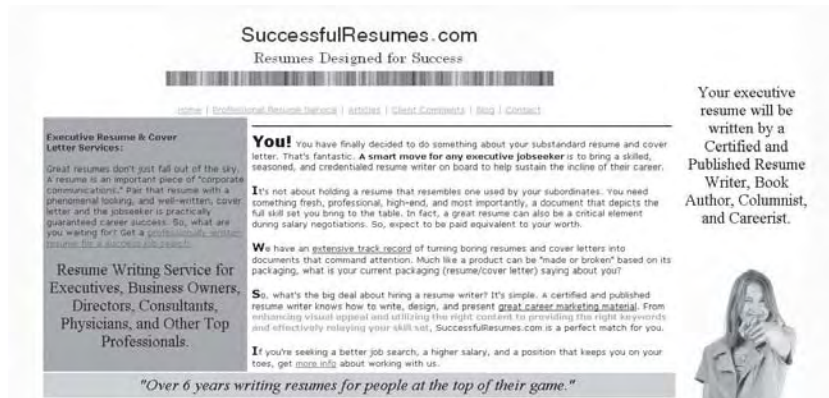 SuccessfulResumes.com
Resumes Designed for Success
Home | Professional Resume Service | Articles | Client Comments | Blog | Contact
Executive Resume & Cover
Letter Services:
Great resumes don't just fall out of the sky.
A resume is an important piece of "corporate
communications." Pair that resume with a
phenomenal looking, and well-written, cover
letter and the jobseeker is practically
guaranteed career success. So, what are
you waiting for? Get a professionally written
resume for a success job search.
Resume Writing Service for
Executives, Business Owners,
Directors, Consultants,
Physicians, and Other Top
Professionals.
You! You have finally decided to do something about your substandard resume and cover
letter. That's fantastic. A smart move for any executive jobseeker is to bring a skilled,
seasoned, and credentialed resume writer on board to help sustain the incline of their career.
It's not about holding a resume that resembles one used by your subordinates. You need
something fresh, professional, high-end, and most importantly, a document that depicts the
full skill set you bring to the table. In fact, a great resume can also be a critical element
during salary negotiations. So, expect to be paid equivalent to your worth.
We have an extensive track record of turning boring resumes and cover letters into
documents that command attention. Much like a product can be "made or broken" based on its
packaging, what is your current packaging (resume/cover letter) saying about you?
So, what's the big deal about hiring a resume writer? It's simple. A certified and published
resume writer knows how to write, design, and present great career marketing material. From
enhancing visual appeal and utilizing the right content to providing the right keywords
and effectively relaying your skill set, SuccessfulResumes.com is a perfect match for you.
If you're seeking a better job search, a higher salary, and a position that keeps you on your
toes, get more info about working with us.
Your executive
resume will be
written by a
Certified and
Published Resume
Writer, Book
Author, Columnist,
and Careerist.
"Over 6 years writing resumes for people at the top of their game."